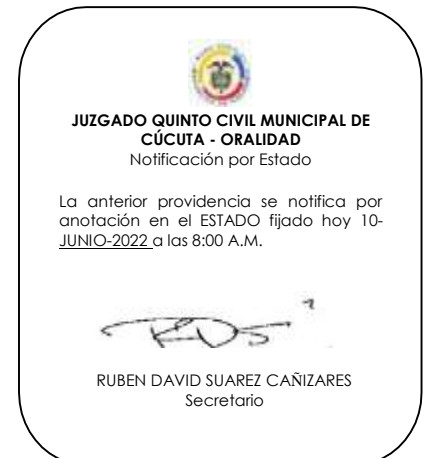 JUZGADO QUINTO CIVIL MUNICIPAL DE
CÚCUTA - ORALIDAD
Notificación por Estado
La anterior providencia se notifica por
anotación en el ESTADO fijado hoy 10-
JUNIO-2022 a las 8:00 A.M.
RUBEN DAVID SUAREZ CAÑIZARES
Secretario